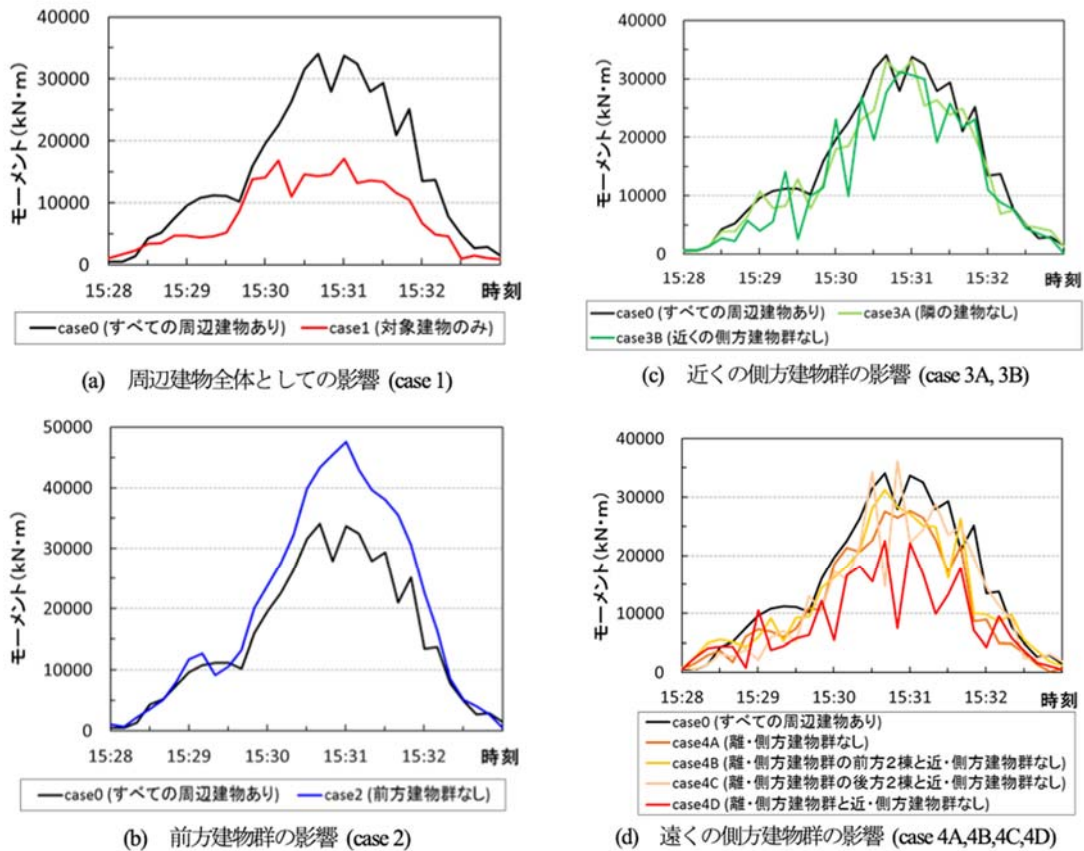 40000
30000
20000
10000
0
モーメント(kN・m)
15:28 15:29 15:30 15:31 15:32 時刻
case0 (すべての周辺建物あり) case1 (対象建物のみ)
(a) 周辺建物全体としての影響 (case 1)
50000
40000
30000
20000
10000
0
モーメント(kN・m)
15:28 15:29 15:30 15:31 15:32 時刻
case0 (すべての周辺建物あり) case2 (前方建物群なし)
(b) 前方建物群の影響 (case 2)
40000
30000
20000
10000
0
モーメント(kN・m)
15:28 15:29 15:30 15:31 15:32 時刻
case0 (すべての周辺建物あり) case3A (隣の建物なし)
case3B (近くの側方建物群なし)
(c) 近くの側方建物群の影響 (case 3A, 3B)
40000
30000
20000
10000
0
モーメント(kN・m)
15:28 15:29 15:30 15:31 15:32 時刻
case0 (すべての周辺建物あり)
case4A (離・側方建物群なし)
case4B (離・側方建物群の前方2棟と近・側方建物群なし)
case4C (離・側方建物群の後方2棟と近・側方建物群なし)
case4D (離・側方建物群と近・側方建物群なし)
(d) 遠くの側方建物群の影響 (case 4A,4B,4C,4D)